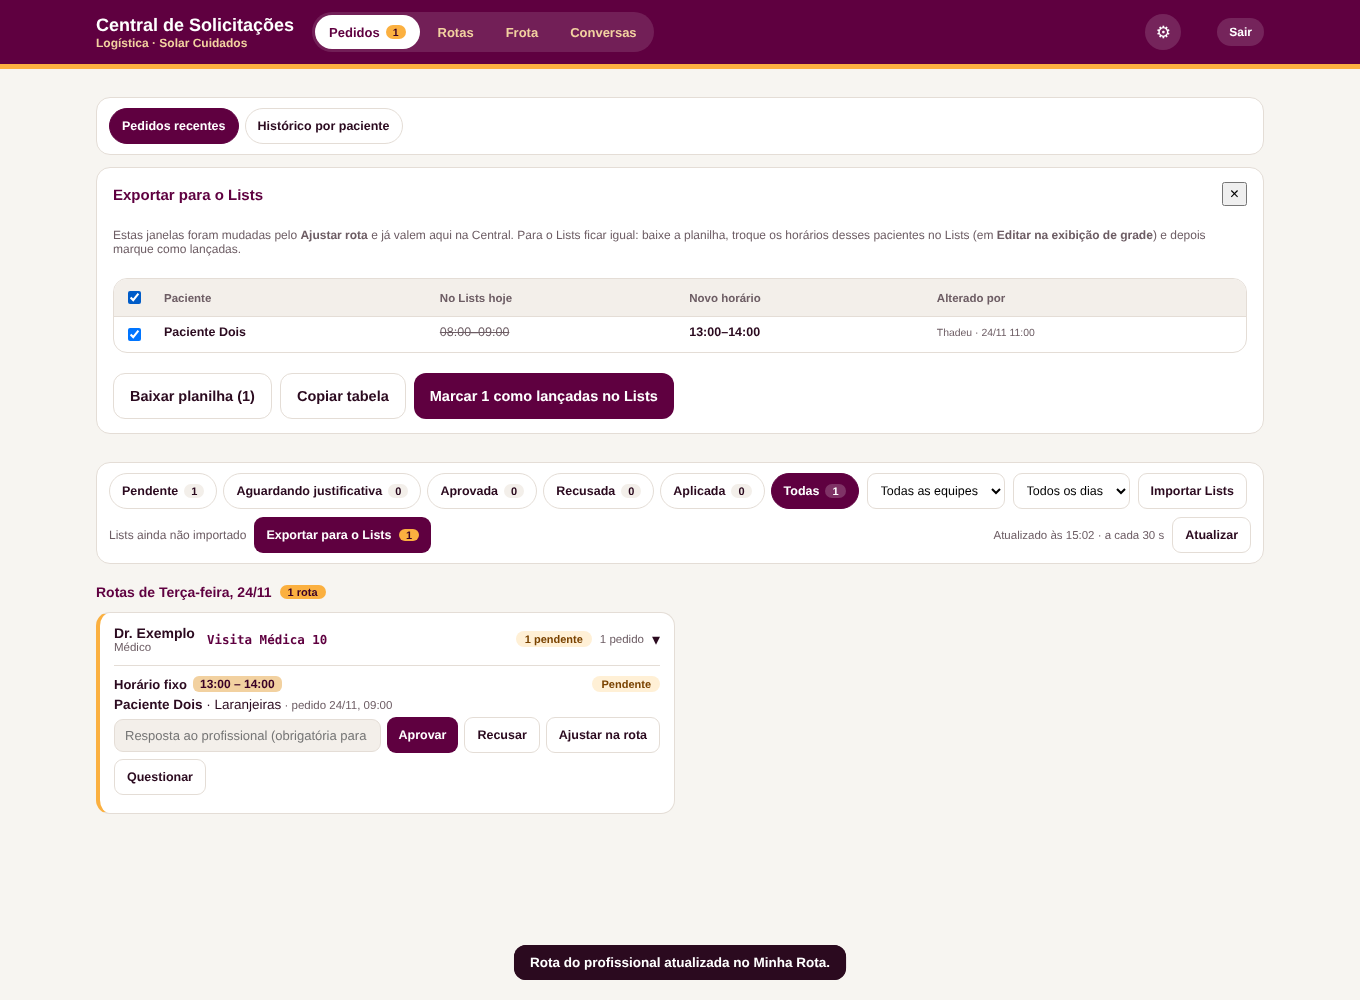 Central de Solicitações
Logística · Solar Cuidados
Pedidos 1
Rotas
Frota
Conversas
⚙
Sair
Pedidos recentes
Histórico por paciente
Exportar para o Lists
✕
Estas janelas foram mudadas pelo Ajustar rota e já valem aqui na Central. Para o Lists ficar igual: baixe a planilha, troque os horários desses pacientes no Lists (em Editar na exibição de grade) e depois
marque como lançadas.
Paciente No Lists hoje Novo horário Alterado por
Paciente Dois 08:00–09:00 13:00–14:00 Thadeu · 24/11 11:00
Baixar planilha (1)
Copiar tabela
Marcar 1 como lançadas no Lists
Pendente 1
Aguardando justificativa 0
Aprovada 0
Recusada 0
Aplicada 0
Todas 1
Todas as equipes
Todos os dias
Importar Lists
Lists ainda não importado
Exportar para o Lists 1
Atualizado às 15:02 · a cada 30 s
Atualizar
Rotas de Terça-feira, 24/11 1 rota
Dr. Exemplo
Médico
Visita Médica 10
1 pendente
1 pedido ▾
Horário fixo 13:00 – 14:00
Pendente
Paciente Dois · Laranjeiras · pedido 24/11, 09:00
Resposta ao profissional (obrigatória para
Aprovar
Recusar
Ajustar na rota
Questionar
Rota do profissional atualizada no Minha Rota.